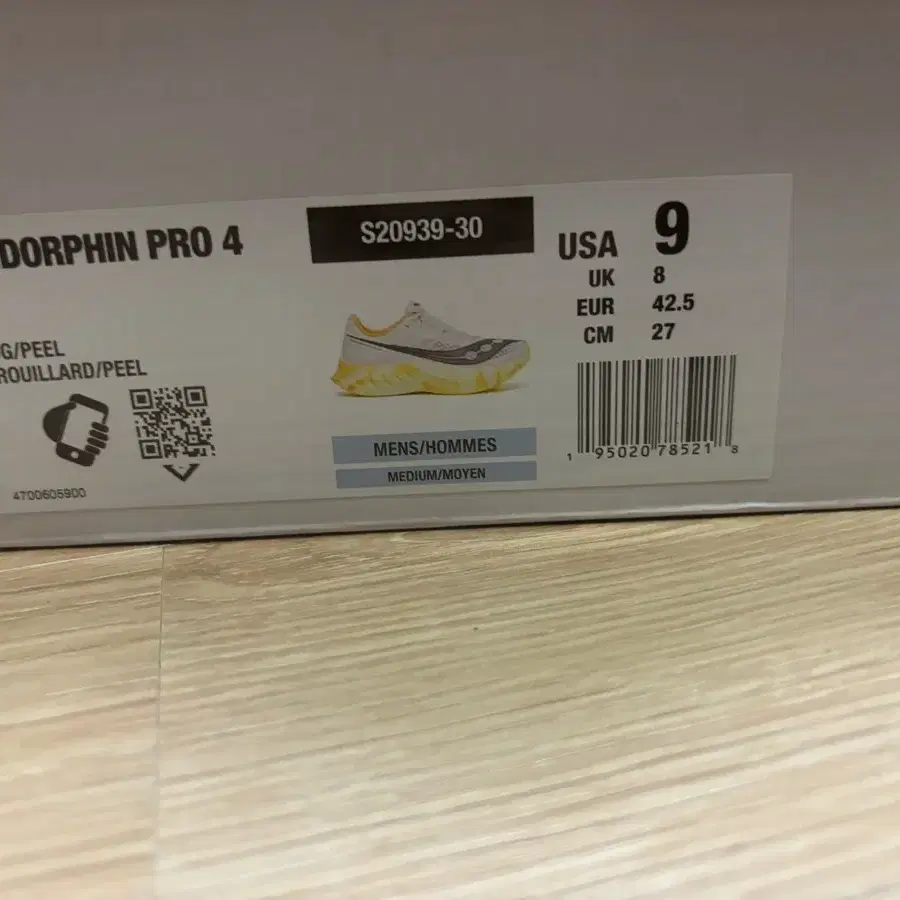 DORPHIN PRO 4
S20939-30
USA 9
UK 8
EUR 42.5
CM 27
G/PEEL
ROUILLARD/PEEL
MENS/HOMMES
MEDIUM/MOYEN
1 95020 78521 8
4700605900